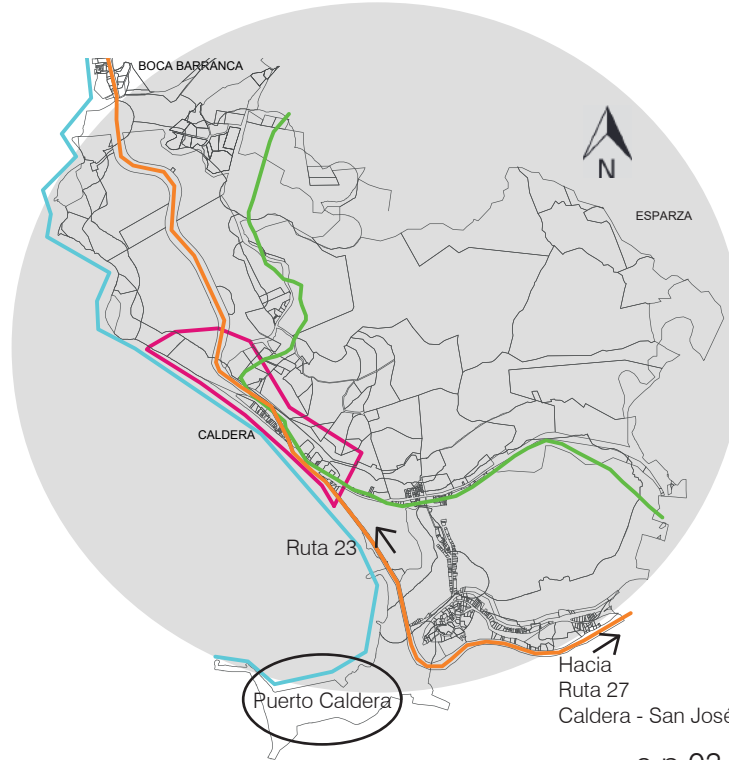 BOCA BARRANCA
N
ESPARZA
CALDERA
Ruta 23
Puerto Caldera
Hacia
Ruta 27
Caldera - San José